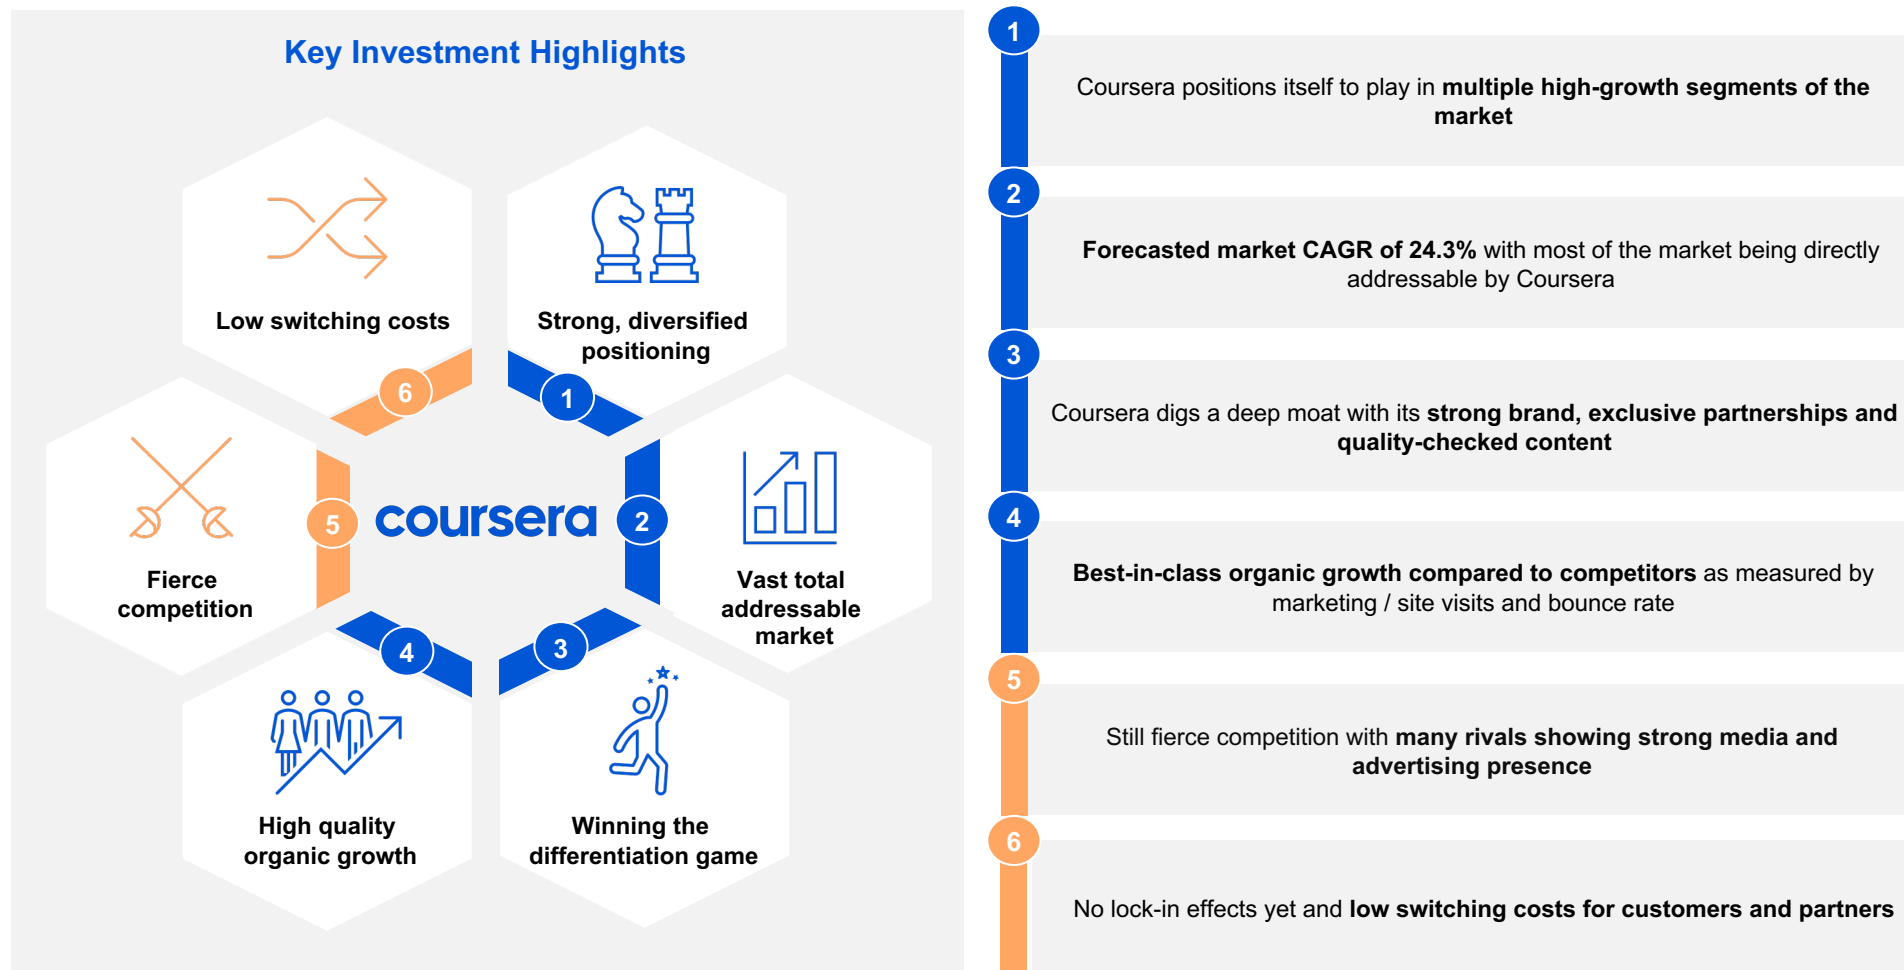 Key Investment Highlights
Low switching costs
6
Strong, diversified
positioning
1
Fierce
competition
5
coursera
2
Vast total
addressable
market
4
High quality
organic growth
3
Winning the
differentiation game
1
Coursera positions itself to play in multiple high-growth segments of the
market
2
Forecasted market CAGR of 24.3% with most of the market being directly
addressable by Coursera
3
Coursera digs a deep moat with its strong brand, exclusive partnerships and
quality-checked content
4
Best-in-class organic growth compared to competitors as measured by
marketing / site visits and bounce rate
5
Still fierce competition with many rivals showing strong media and
advertising presence
6
No lock-in effects yet and low switching costs for customers and partners